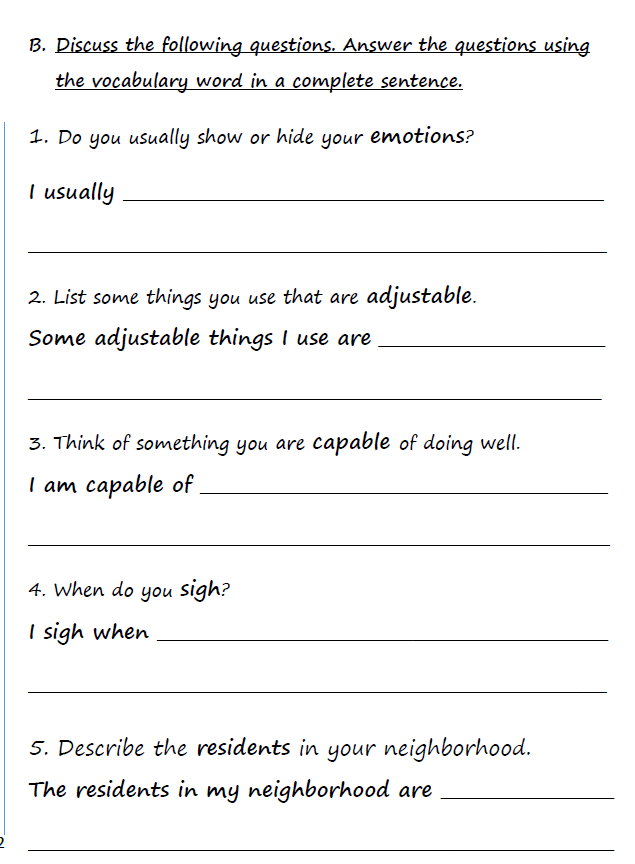 B. Discuss the following questions. Answer the questions using
the vocabulary word in a complete sentence.
1. Do you usually show or hide your emotions?
I usually
2. List some things you use that are adjustable.
Some adjustable things I use are
3. Think of something you are capable of doing well.
I am capable of
4. When do you sigh?
I sigh when
5. Describe the residents in your neighborhood.
The residents in my neighborhood are
2